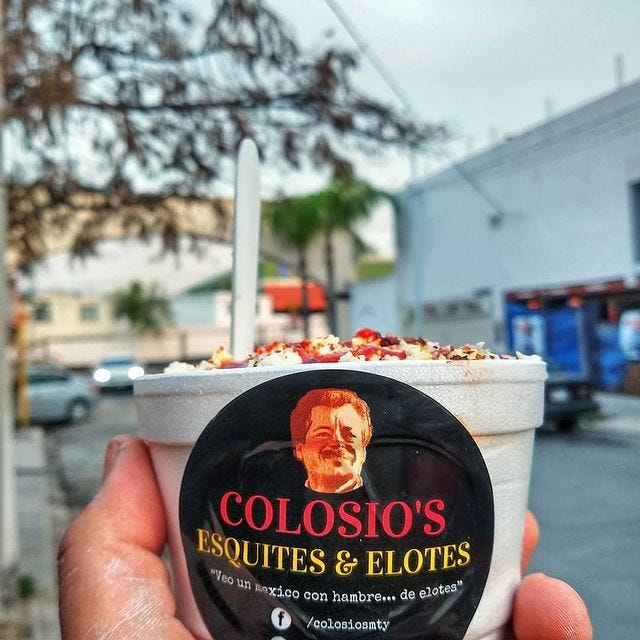 COLOSIO'S
ESQUITES & ELOTES
"Veo un mexico con hambre... de elotes"
f /colosiosmty